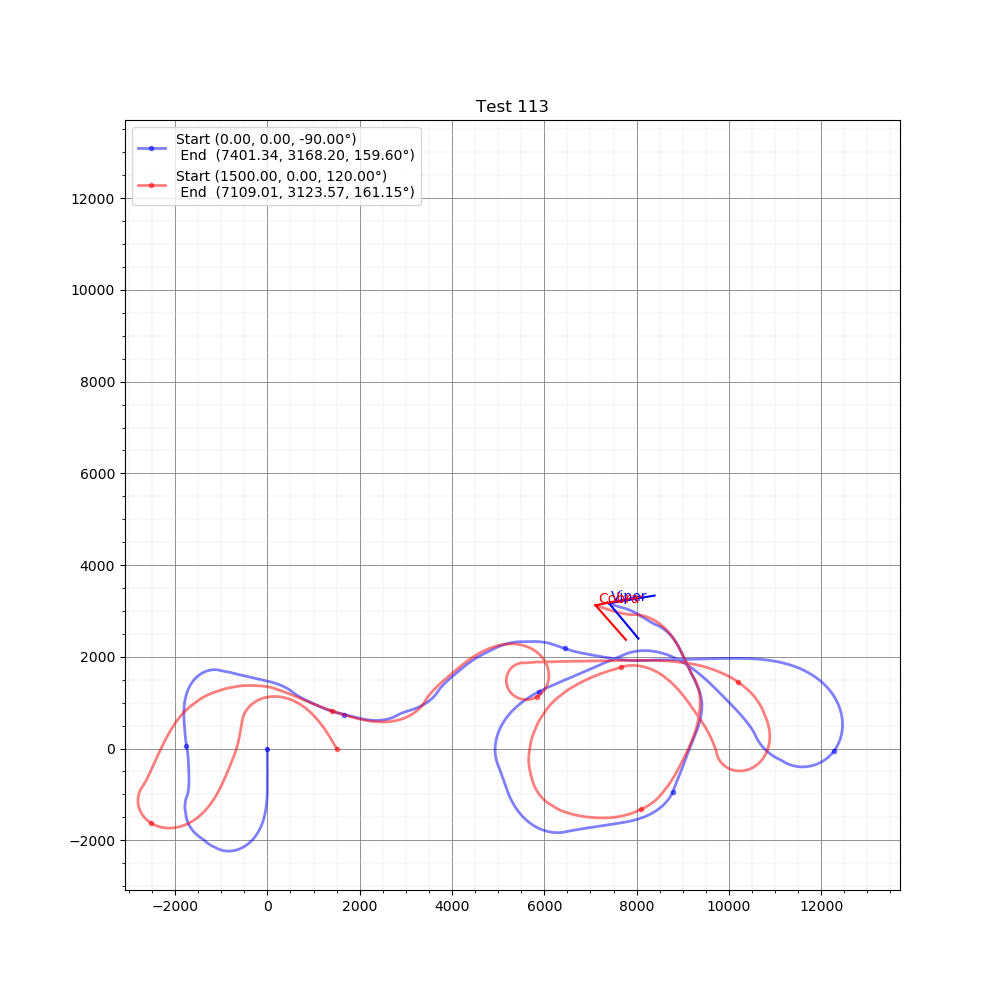 Test 113
Start (0.00, 0.00, -90.00°)
End  (7401.34, 3168.20, 159.60°)
Start (1500.00, 0.00, 120.00°)
End  (7109.01, 3123.57, 161.15°)
12000
10000
8000
6000
4000
2000
0
−2000
Viper
−2000 0 2000 4000 6000 8000 10000 12000